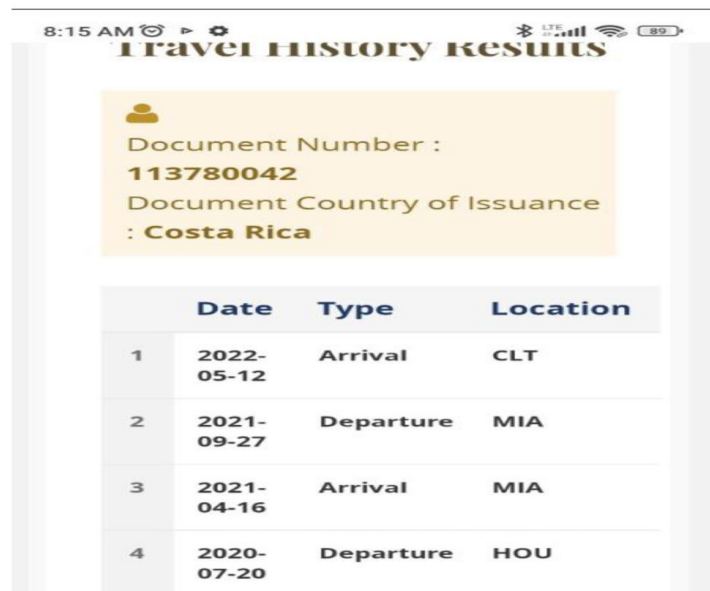 8:15 AM
LTE
89
Travel History Results
Document Number :
113780042
Document Country of Issuance
: Costa Rica
Date Type Location
1 2022- Arrival CLT
05-12
2 2021- Departure MIA
09-27
3 2021- Arrival MIA
04-16
4 2020- Departure HOU
07-20